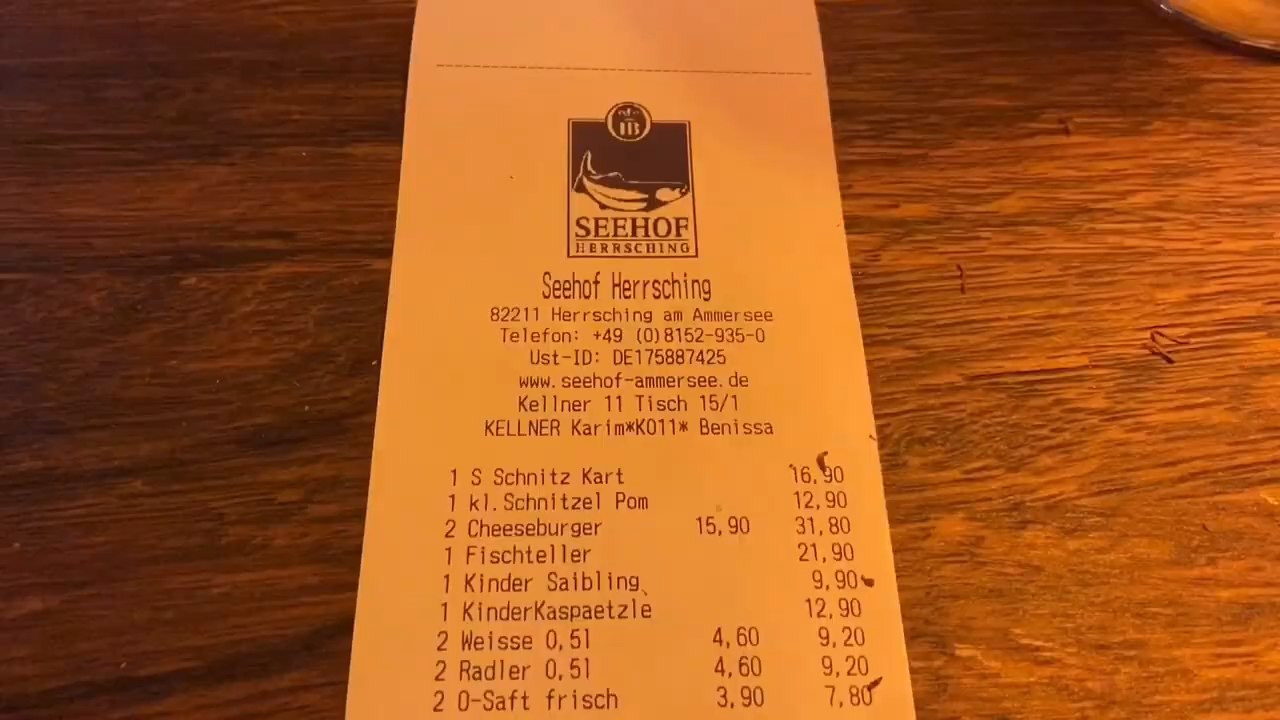 HB
SEEHOF
HERRSCHING
Seehof Herrsching
82211 Herrsching am Ammersee
Telefon: +49 (0)8152-935-0
Ust-ID: DE175887425
www.seehof-ammersee.de
Kellner 11 Tisch 15/1
KELLNER Karim*K011* Benissa
1 S Schnitz Kart 16,90
1 kl.Schnitzel Pom 12,90
2 Cheeseburger 15,90 31,80
1 Fischteller 21,90
1 Kinder Saibling 9,90
1 KinderKaspaetzle 12,90
2 Weisse 0,5l 4,60 9,20
2 Radler 0,5l 4,60 9,20
2 O-Saft frisch 3,90 7,80